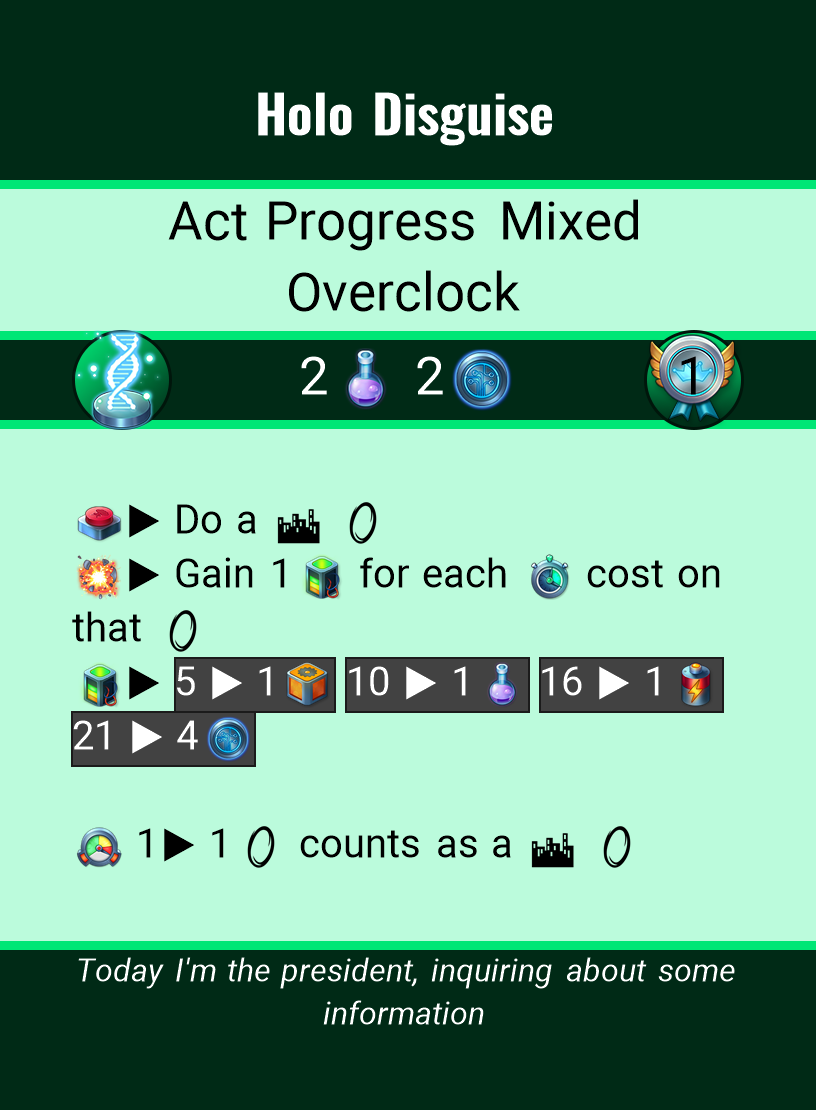 Holo Disguise
Act Progress Mixed
Overclock
2 2 1
▶ Do a
▶ Gain 1 for each cost on
that
▶ 5 ▶ 1 10 ▶ 1 16 ▶ 1
21 ▶ 4
1▶ 1 counts as a
Today I'm the president, inquiring about some
information